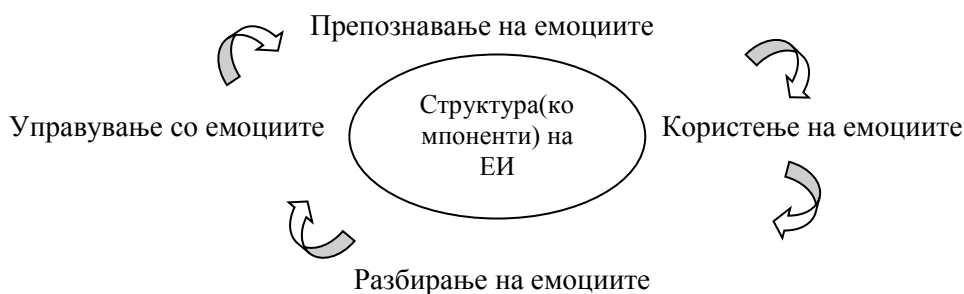 Препознавање на емоциите
Структура(ко
мпоненти) на
ЕИ
Управување со емоциите
Користење на емоциите
Разбирање на емоциите